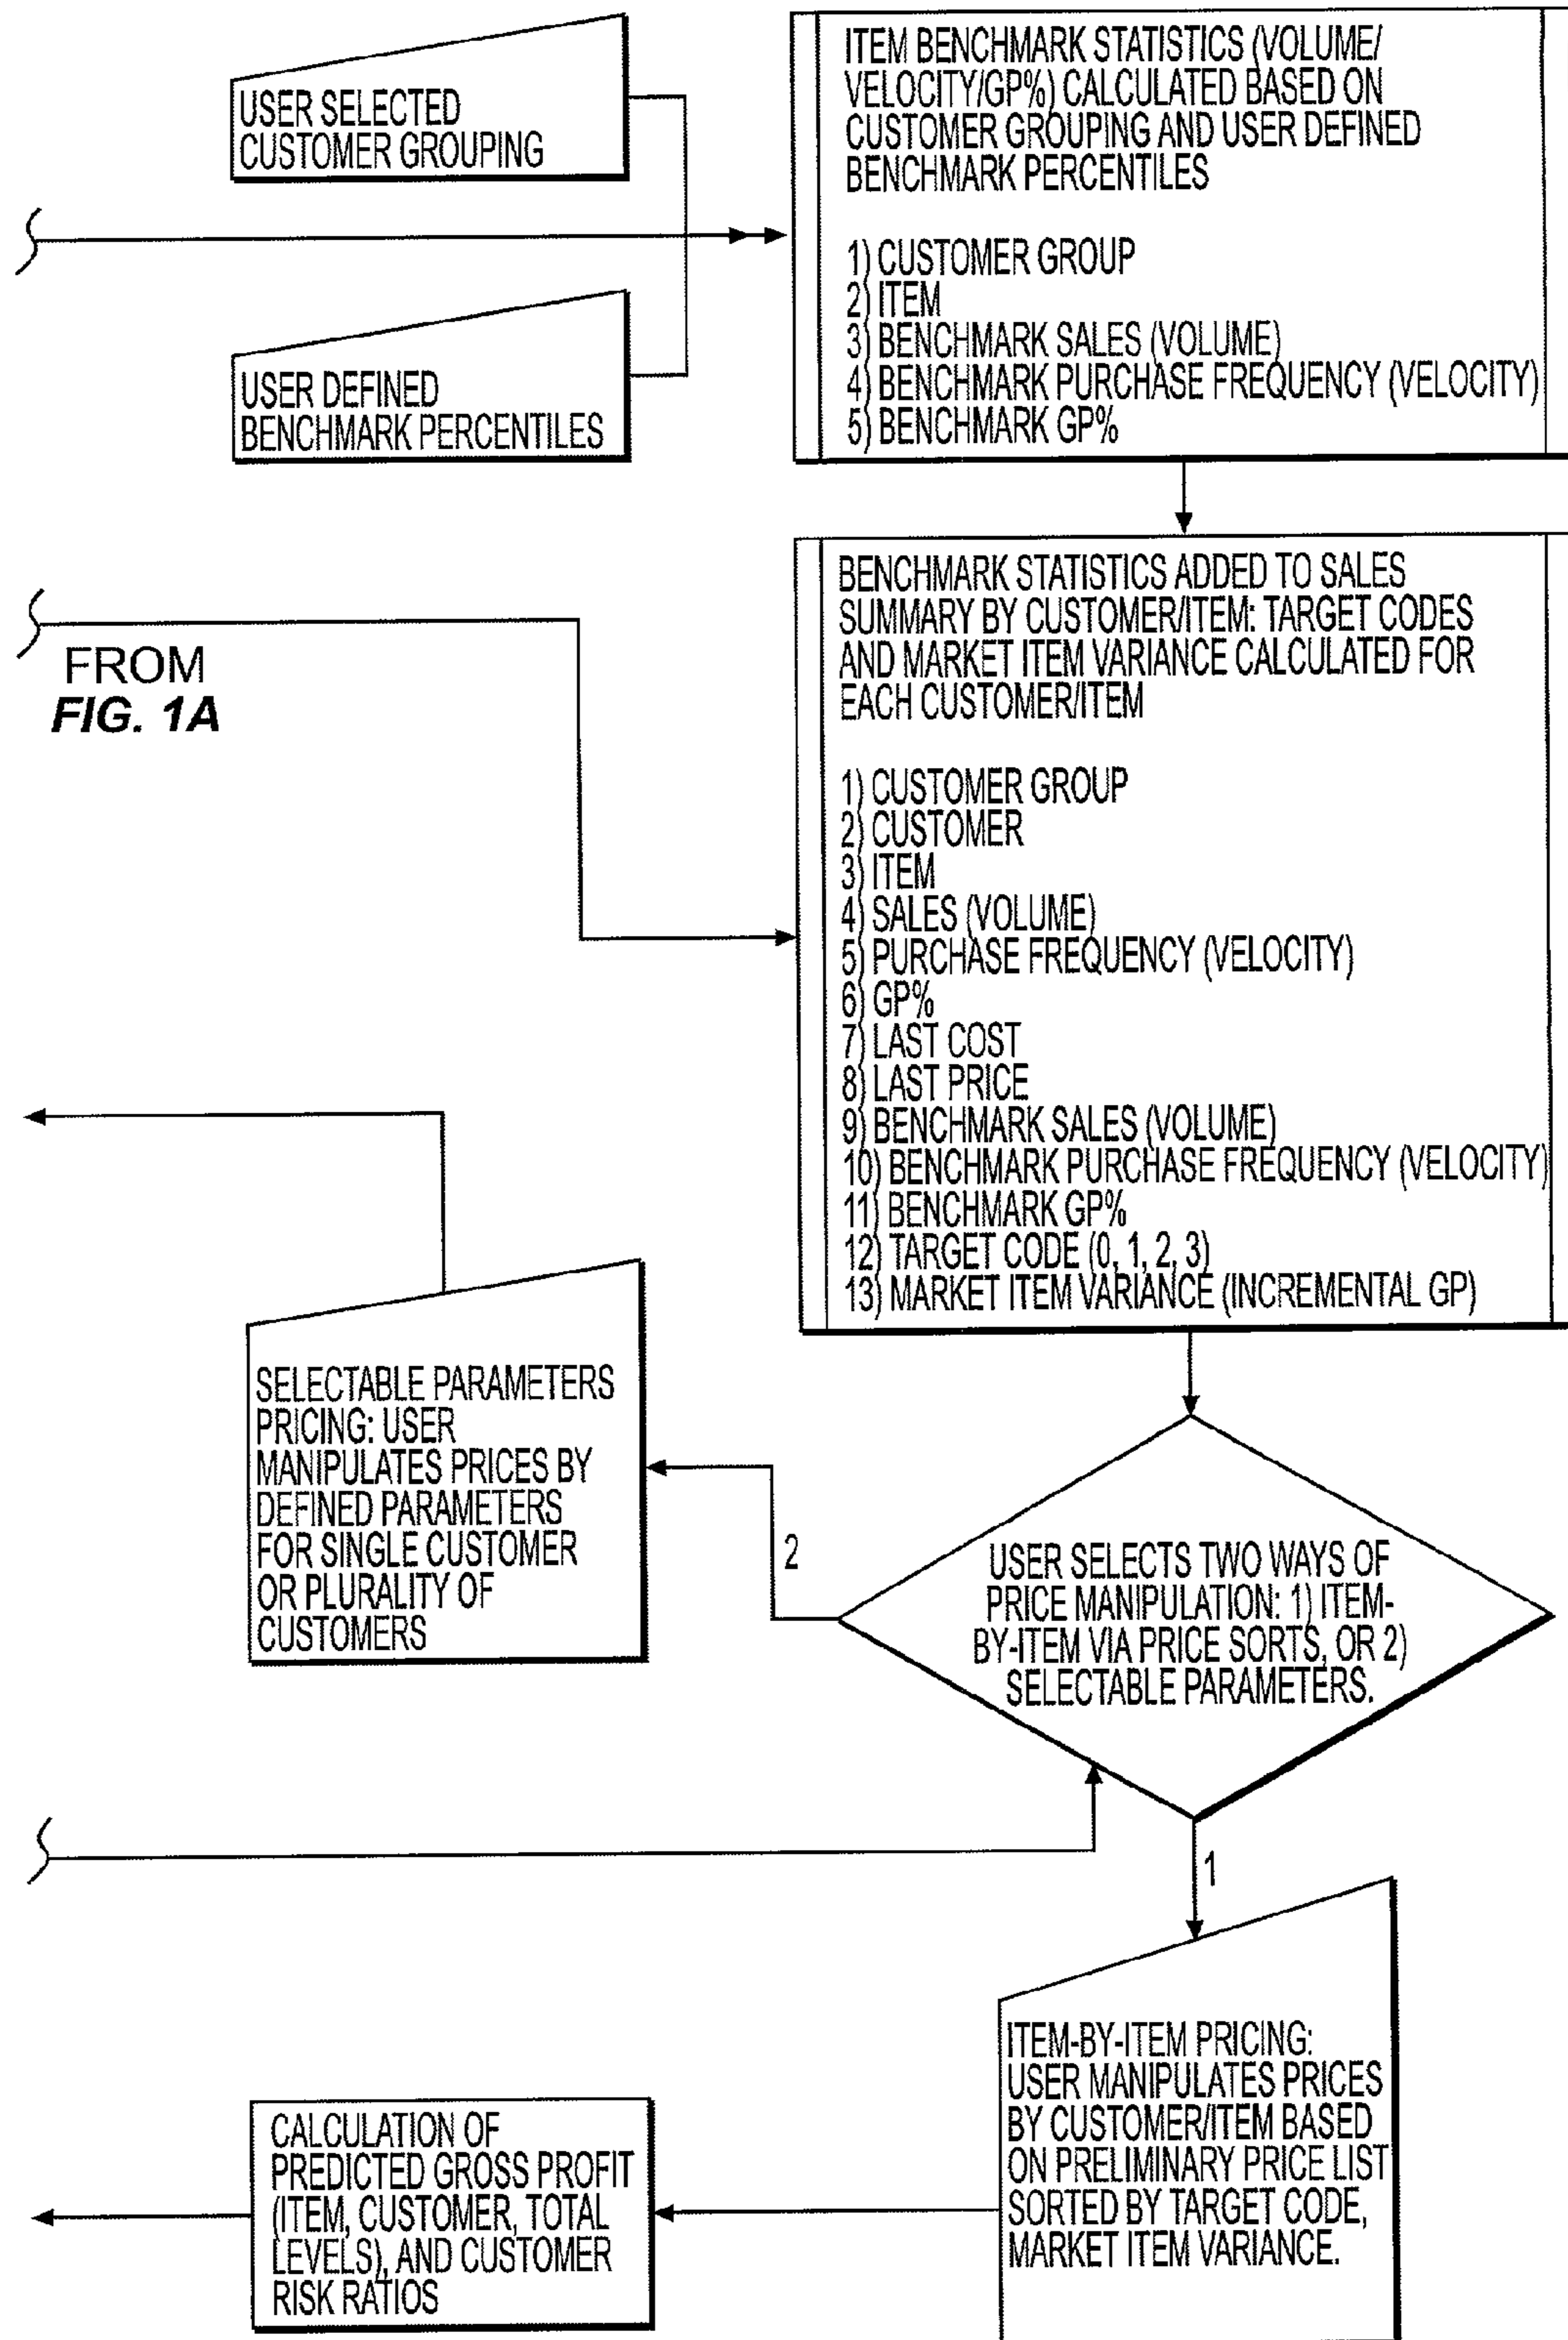 USER SELECTED
CUSTOMER GROUPING
USER DEFINED
BENCHMARK PERCENTILES
ITEM BENCHMARK STATISTICS (VOLUME/
VELOCITY/GP%) CALCULATED BASED ON
CUSTOMER GROUPING AND USER DEFINED
BENCHMARK PERCENTILES
1) CUSTOMER GROUP
2) ITEM
3) BENCHMARK SALES (VOLUME)
4) BENCHMARK PURCHASE FREQUENCY (VELOCITY)
5) BENCHMARK GP%
FROM
FIG. 1A
BENCHMARK STATISTICS ADDED TO SALES
SUMMARY BY CUSTOMER/ITEM: TARGET CODES
AND MARKET ITEM VARIANCE CALCULATED FOR
EACH CUSTOMER/ITEM
1) CUSTOMER GROUP
2) CUSTOMER
3) ITEM
4) SALES (VOLUME)
5) PURCHASE FREQUENCY (VELOCITY)
6) GP%
7) LAST COST
8) LAST PRICE
9) BENCHMARK SALES (VOLUME)
10) BENCHMARK PURCHASE FREQUENCY (VELOCITY)
11) BENCHMARK GP%
12) TARGET CODE (0, 1, 2, 3)
13) MARKET ITEM VARIANCE (INCREMENTAL GP)
SELECTABLE PARAMETERS
PRICING: USER
MANIPULATES PRICES BY
DEFINED PARAMETERS
FOR SINGLE CUSTOMER
OR PLURALITY OF
CUSTOMERS
2
USER SELECTS TWO WAYS OF
PRICE MANIPULATION: 1) ITEM-
BY-ITEM VIA PRICE SORTS, OR 2)
SELECTABLE PARAMETERS.
1
ITEM-BY-ITEM PRICING:
USER MANIPULATES PRICES
BY CUSTOMER/ITEM BASED
ON PRELIMINARY PRICE LIST
SORTED BY TARGET CODE,
MARKET ITEM VARIANCE.
CALCULATION OF
PREDICTED GROSS PROFIT
(ITEM, CUSTOMER, TOTAL
LEVELS), AND CUSTOMER
RISK RATIOS